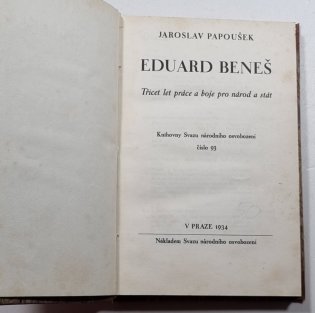 JAROSLAV PAPOUŠEK
EDUARD BENEŠ
Třicet let práce a boje pro národ a stát
Knihovny Svazu národního osvobození
číslo 93
V PRAZE 1934
Nákladem Svazu národního osvobození